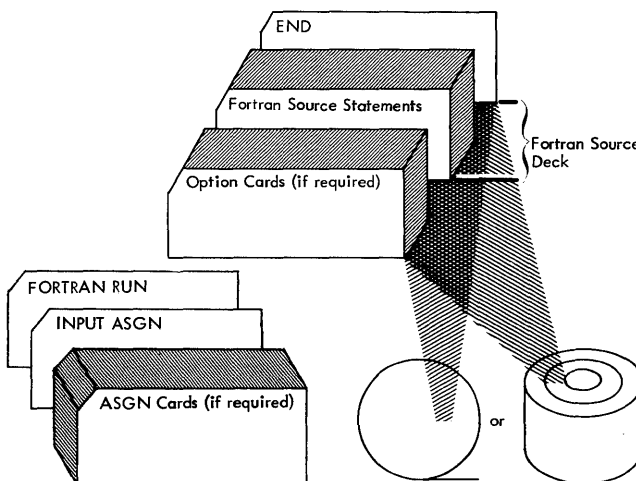 END
Fortran Source Statements
Fortran Source
Deck
Option Cards (if required)
FORTRAN RUN
INPUT ASGN
ASGN Cards (if required)
or